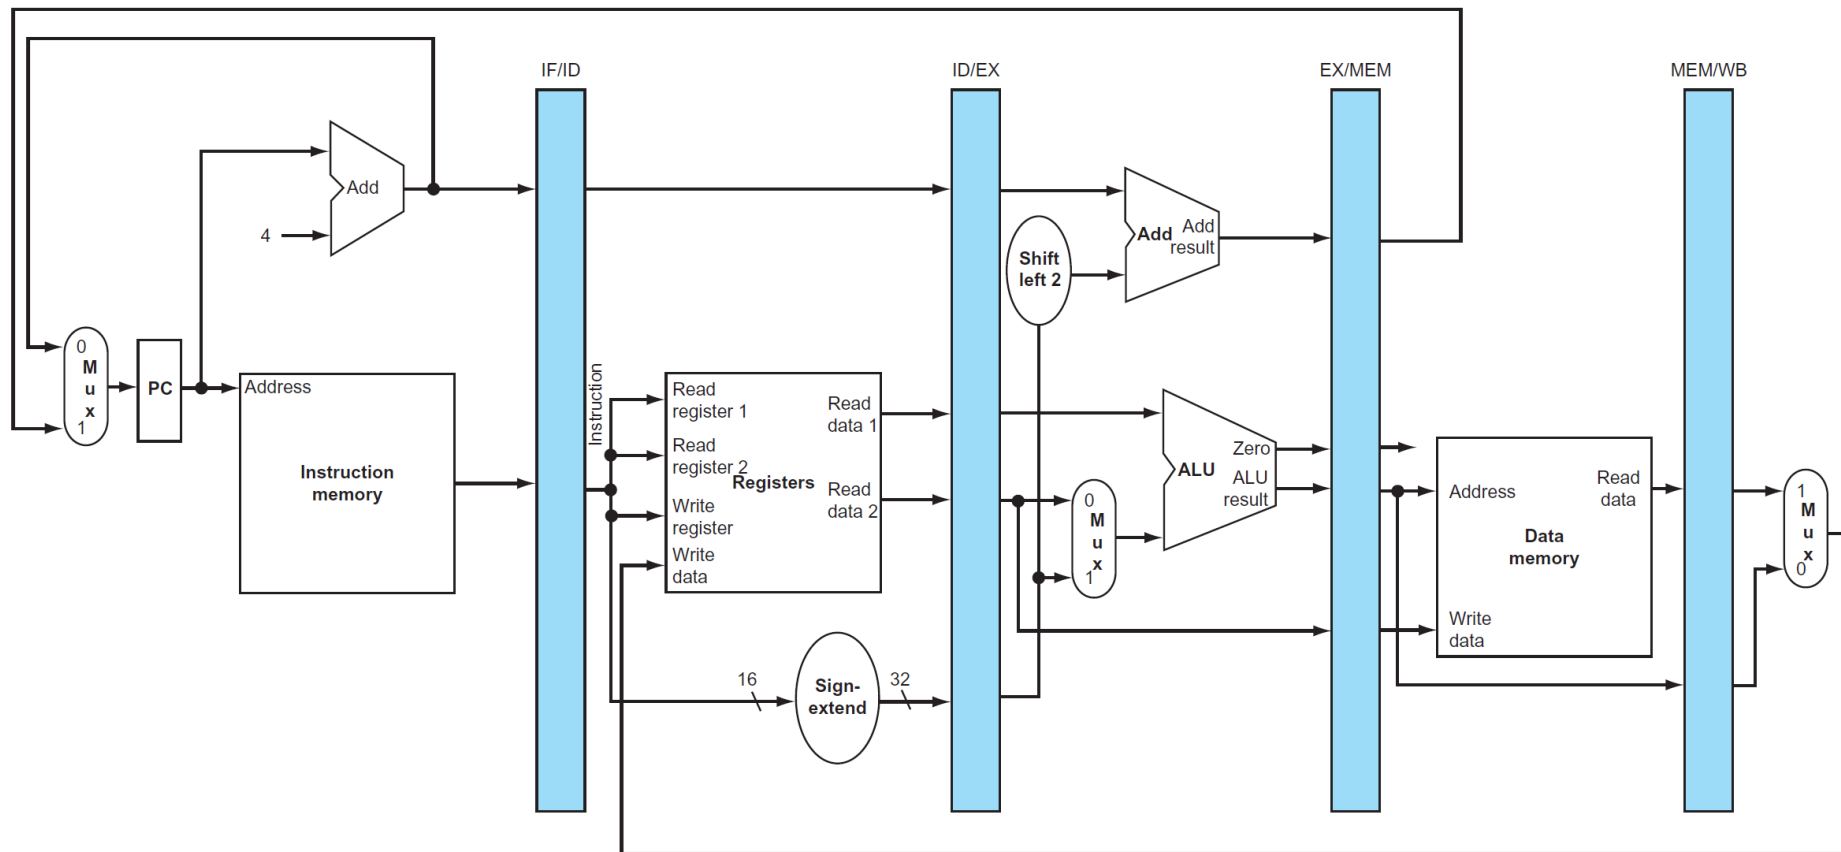 IF/ID
ID/EX
EX/MEM
MEM/WB
Add
4
Add
Add
result
Shift
left 2
0
M
u
x
1
PC
Address
Instruction
memory
Instruction
Read
register 1
Read
register 2
Write
register
Write
data
Registers
Read
data 1
Read
data 2
16
Sign-
extend
32
0
M
u
x
1
ALU
Zero
ALU
result
Address
Read
data
Data
memory
Write
data
1
M
u
x
0